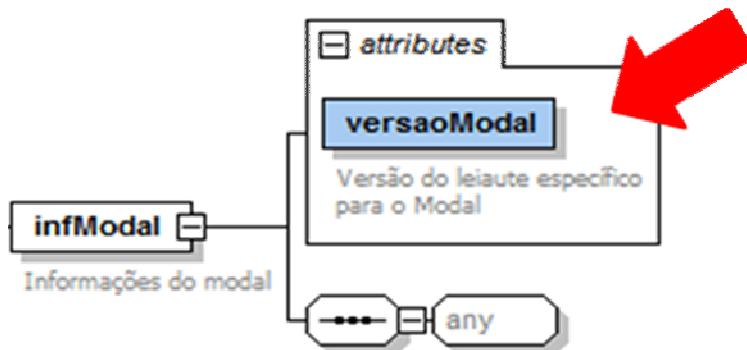 attributes
versaoModal
Versão do leiaute específico
para o Modal
infModal
Informações do modal
any